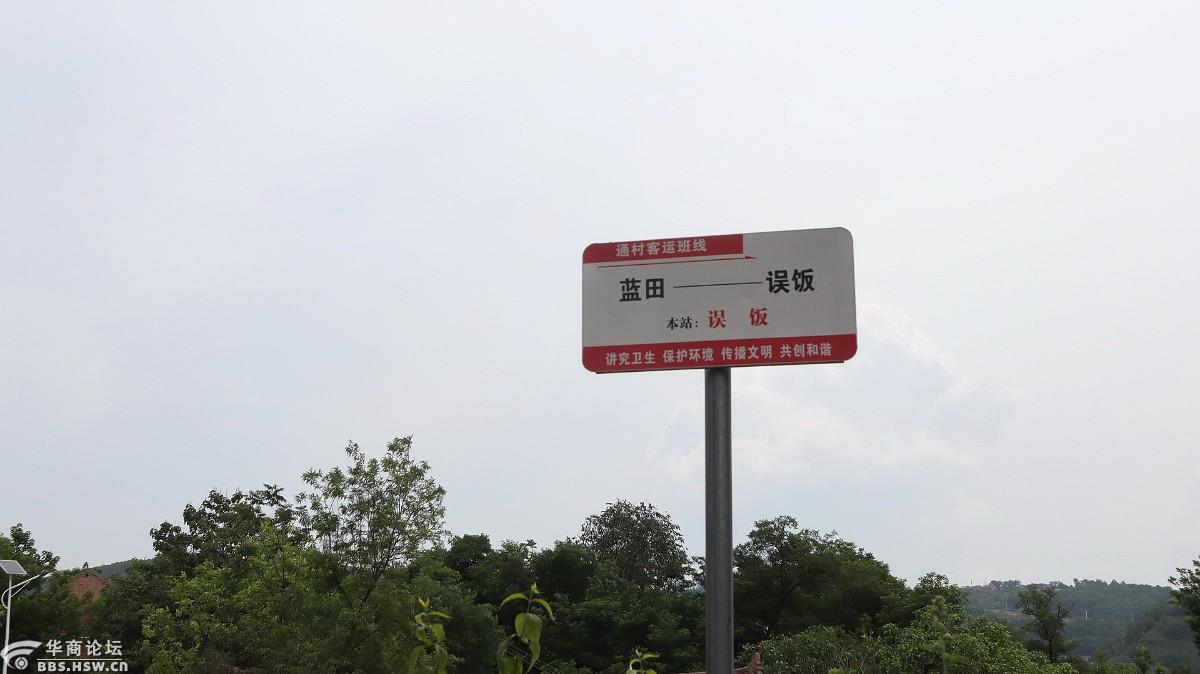 通村客运班线
蓝田——误饭
本站：误 饭
讲究卫生 保护环境 传播文明 共创和谐
华商论坛
BBS.HSW.CN